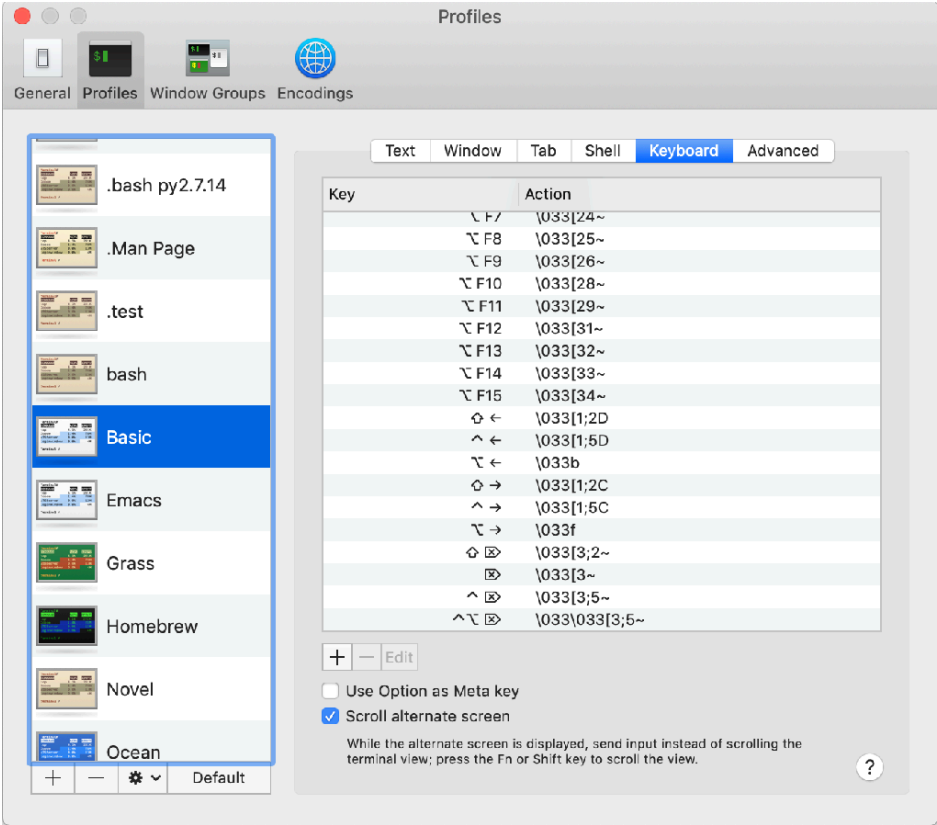 Profiles
General Profiles Window Groups Encodings
Text Window Tab Shell Keyboard Advanced
.bash py2.7.14
.Man Page
.test
bash
Basic
Emacs
Grass
Homebrew
Novel
Ocean
+ − Default
Key Action
⌥ F7 \033[24~
⌥ F8 \033[25~
⌥ F9 \033[26~
⌥ F10 \033[28~
⌥ F11 \033[29~
⌥ F12 \033[31~
⌥ F13 \033[32~
⌥ F14 \033[33~
⌥ F15 \033[34~
⇧ ← \033[1;2D
^ ← \033[1;5D
⌥ ← \033b
⇧ → \033[1;2C
^ → \033[1;5C
⌥ → \033f
⇧ ⌦ \033[3;2~
⌦ \033[3~
^ ⌦ \033[3;5~
^⌥ ⌦ \033\033[3;5~
+ − Edit
Use Option as Meta key
Scroll alternate screen
While the alternate screen is displayed, send input instead of scrolling the
terminal view; press the Fn or Shift key to scroll the view.
?